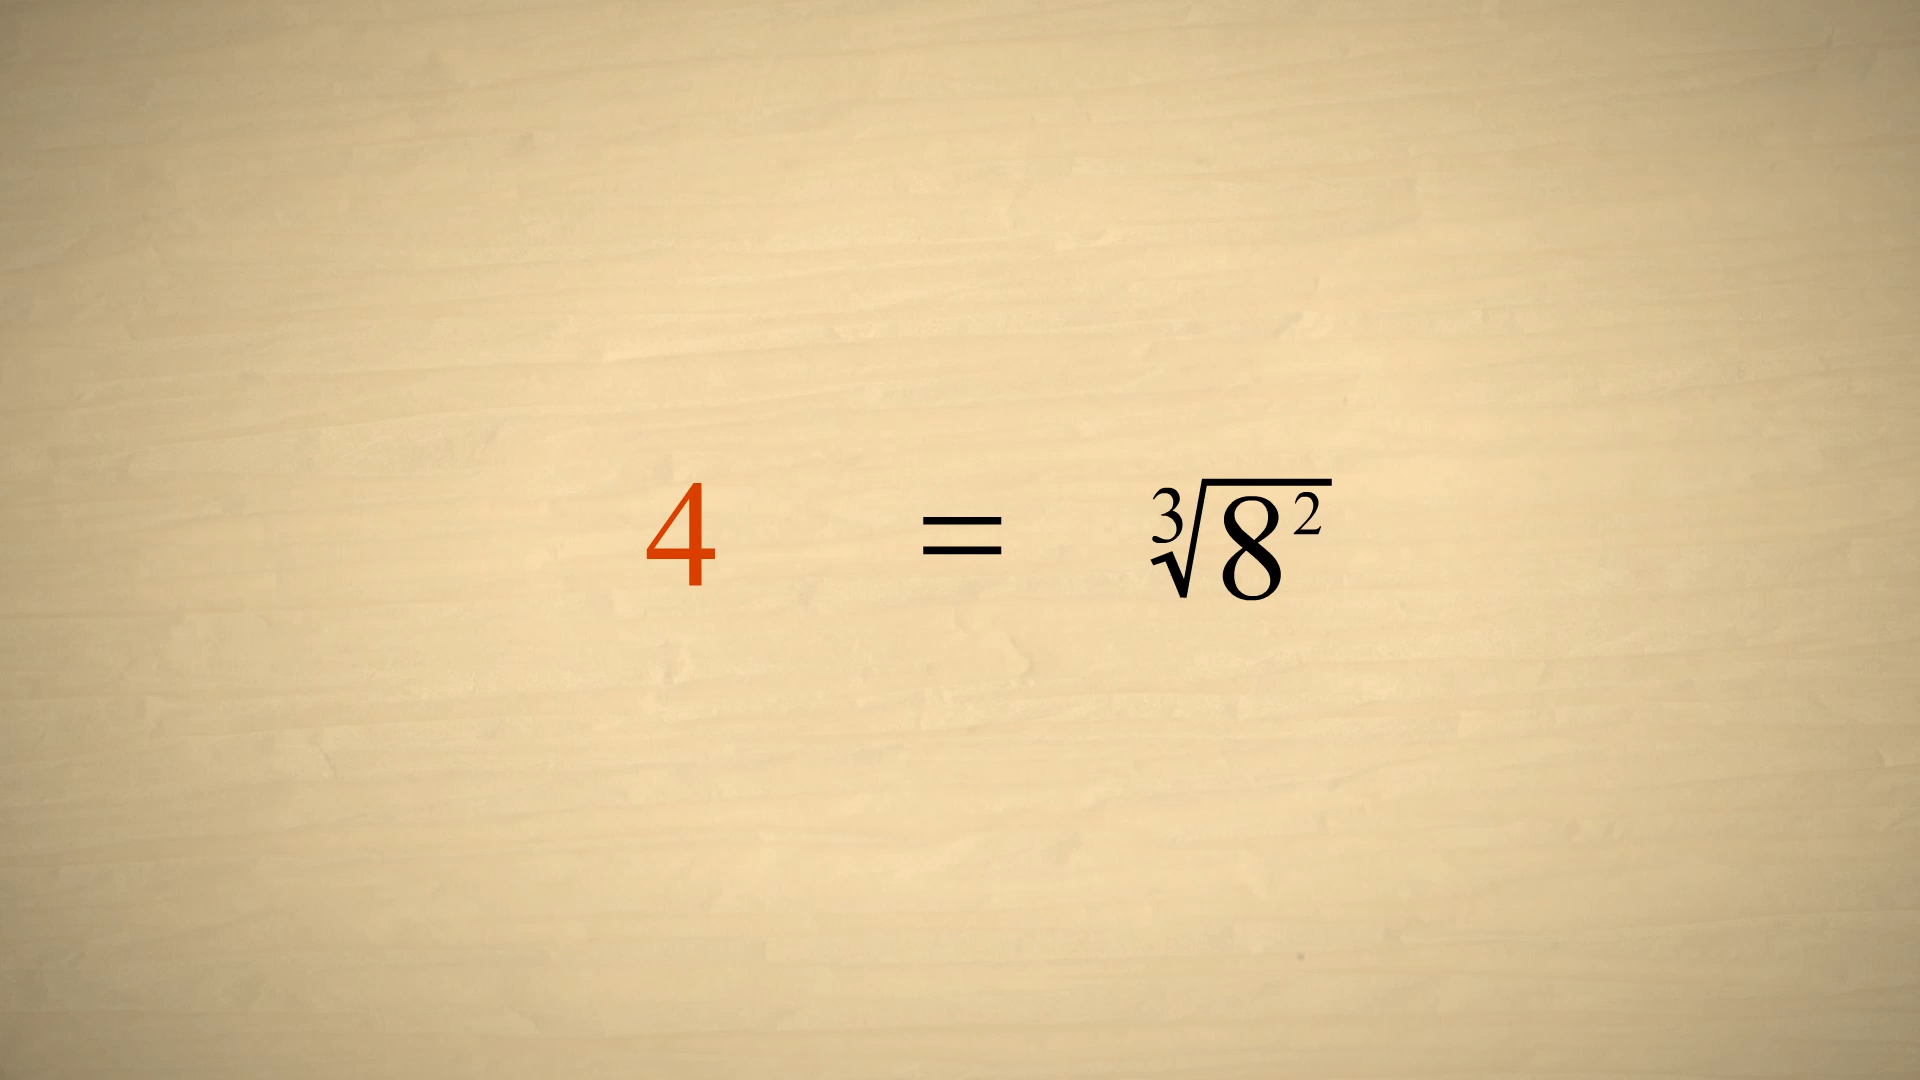 4 = ∛8²